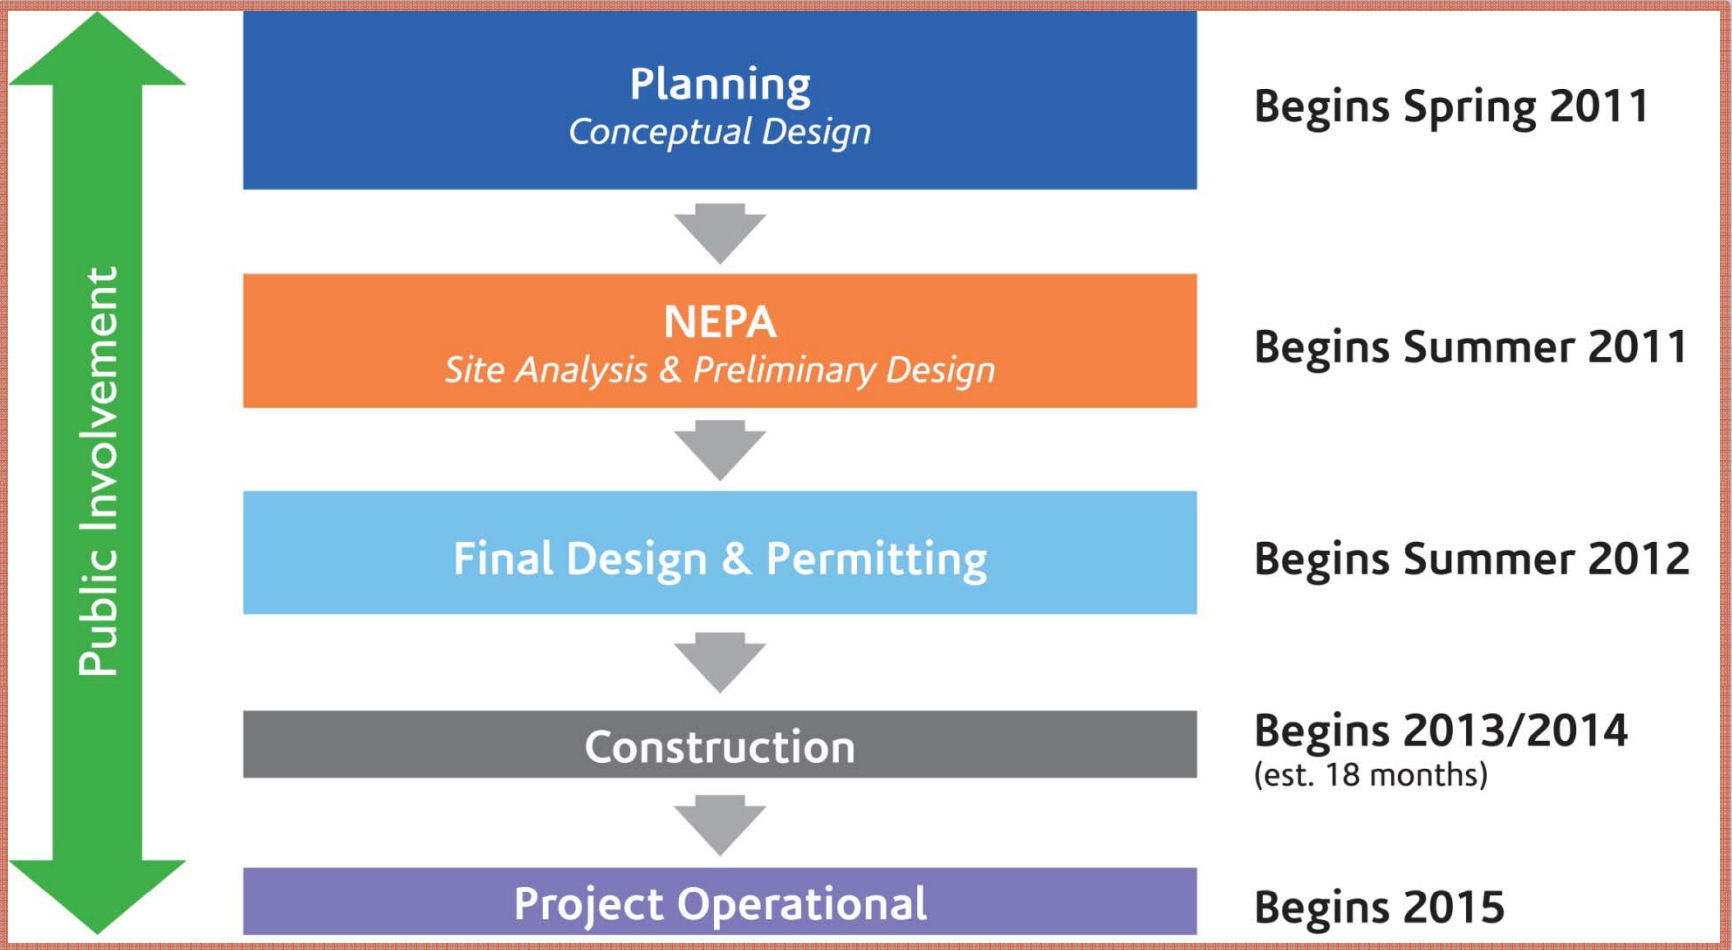 Public Involvement
Planning
Conceptual Design
Begins Spring 2011
NEPA
Site Analysis & Preliminary Design
Begins Summer 2011
Final Design & Permitting
Begins Summer 2012
Construction
Begins 2013/2014
(est. 18 months)
Project Operational
Begins 2015